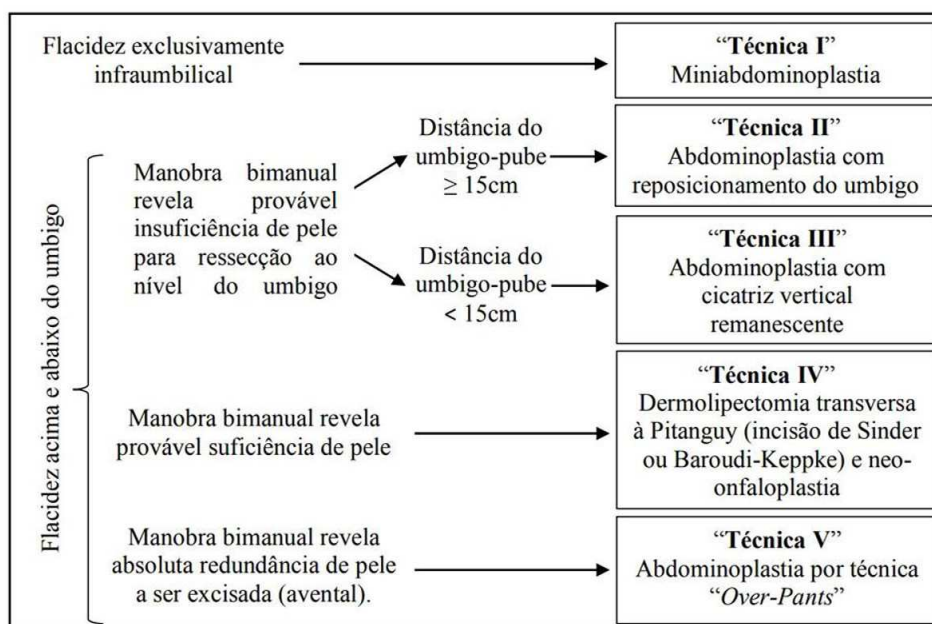 Flacidez exclusivamente
infraumbilical
“Técnica I”
Miniabdominoplastia
Flacidez acima e abaixo do umbigo
Manobra bimanual
revela provável
insuficiência de pele
para ressecção ao
nível do umbigo
Distância do
umbigo-pube
≥ 15cm
“Técnica II”
Abdominoplastia com
reposicionamento do umbigo
Distância do
umbigo-pube
< 15cm
“Técnica III”
Abdominoplastia com
cicatriz vertical
remanescente
Manobra bimanual revela
provável suficiência de pele
“Técnica IV”
Dermolipectomia transversa
à Pitanguy (incisão de Sinder
ou Baroudi-Keppke) e neo-
onfaloplastia
Manobra bimanual revela
absoluta redundância de pele
a ser excisada (avental).
“Técnica V”
Abdominoplastia por técnica
“Over-Pants”